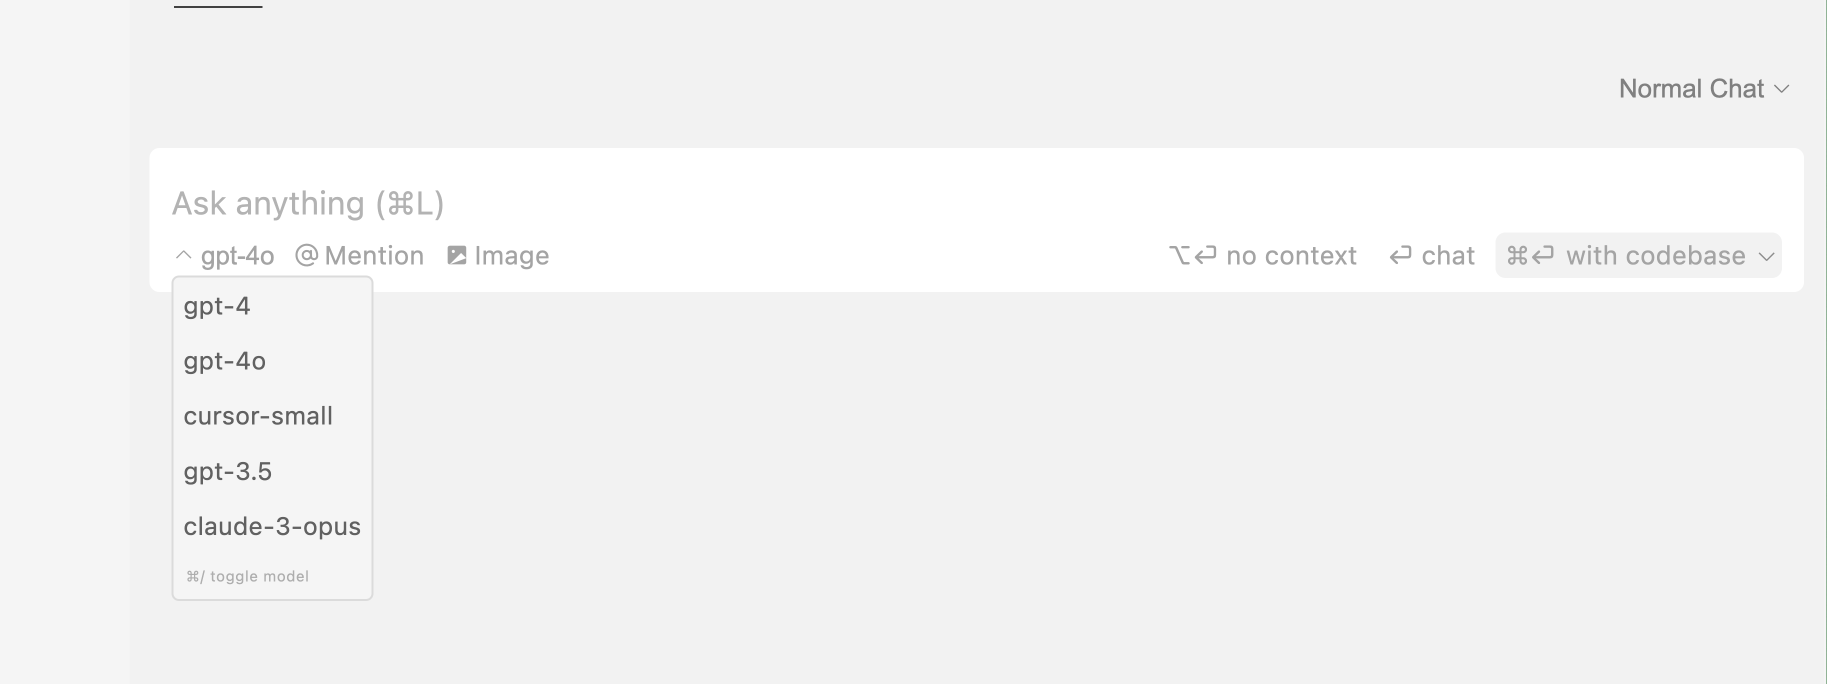 Normal Chat
Ask anything (⌘L)
gpt-4o @ Mention Image ⌥⏎ no context ⏎ chat ⌘⏎ with codebase
gpt-4
gpt-4o
cursor-small
gpt-3.5
claude-3-opus
⌘/ toggle model